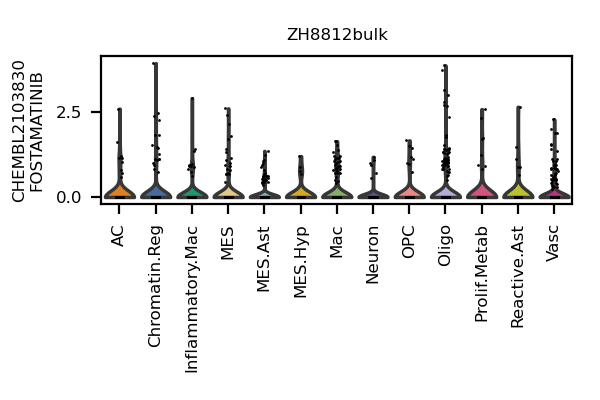 ZH8812bulk
CHEMBL2103830
FOSTAMATINIB
2.5
0.0
AC
Chromatin.Reg
Inflammatory.Mac
MES
MES.Ast
MES.Hyp
Mac
Neuron
OPC
Oligo
Prolif.Metab
Reactive.Ast
Vasc